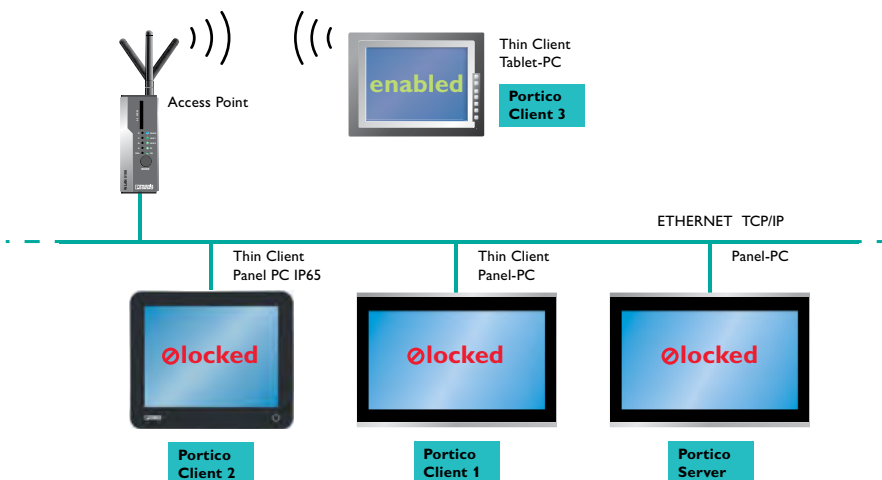 Thin Client
Tablet-PC
enabled
Portico
Client 3
Access Point
ETHERNET TCP/IP
Thin Client
Panel PC IP65
Thin Client
Panel-PC
Panel-PC
locked
locked
locked
Portico
Client 2
Portico
Client 1
Portico
Server